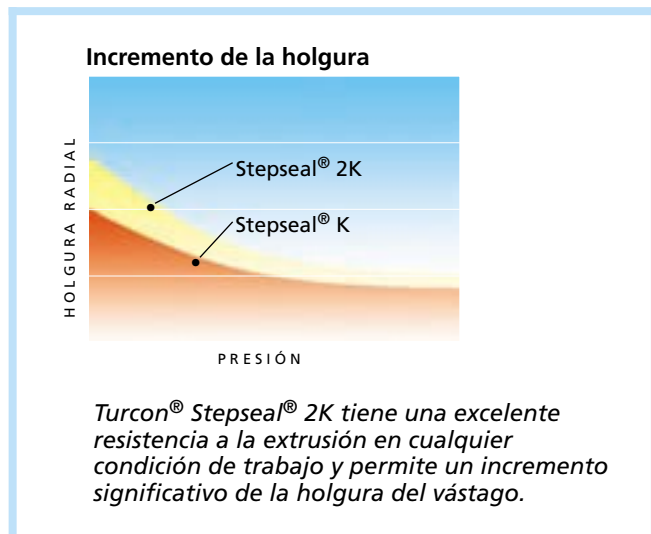 Incremento de la holgura
HOLGURA RADIAL
Stepseal® 2K
Stepseal® K
PRESIÓN
Turcon® Stepseal® 2K tiene una excelente
resistencia a la extrusión en cualquier
condición de trabajo y permite un incremento
significativo de la holgura del vástago.